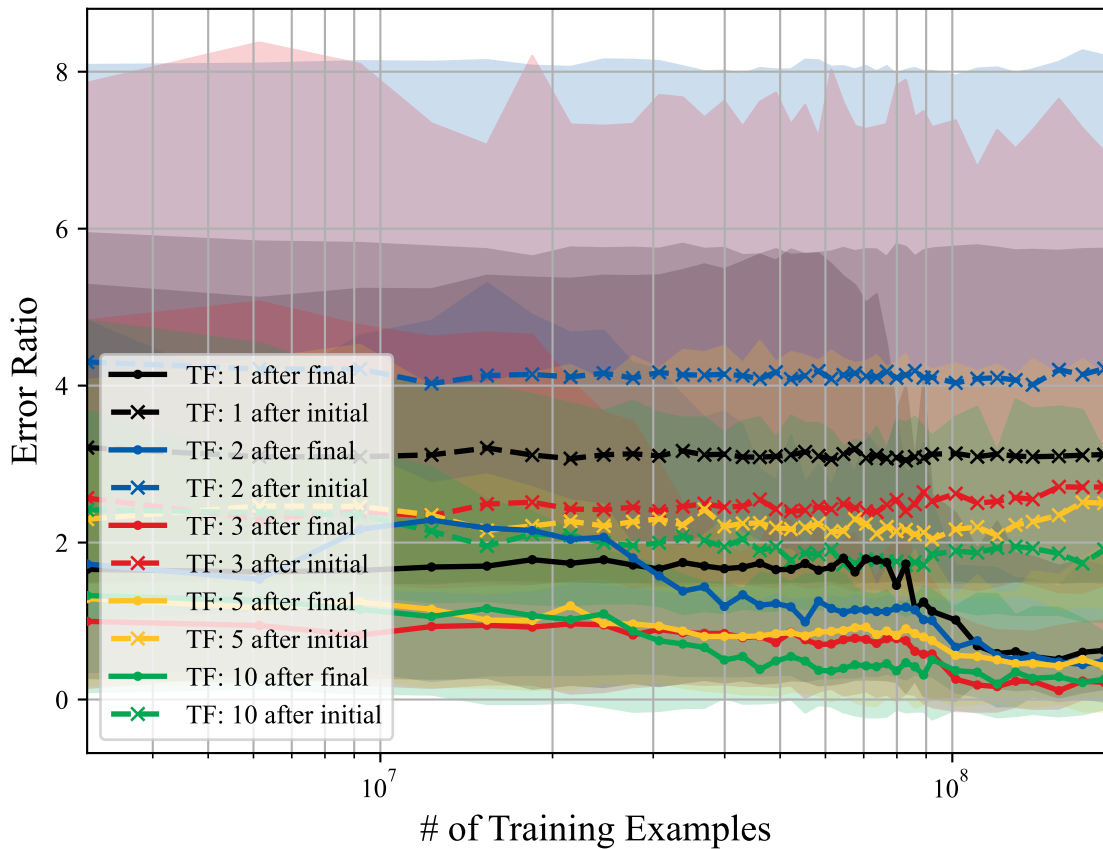 8
6
4
2
0
Error Ratio
TF: 1 after final
TF: 1 after initial
TF: 2 after final
TF: 2 after initial
TF: 3 after final
TF: 3 after initial
TF: 5 after final
TF: 5 after initial
TF: 10 after final
TF: 10 after initial
10⁷
10⁸
# of Training Examples